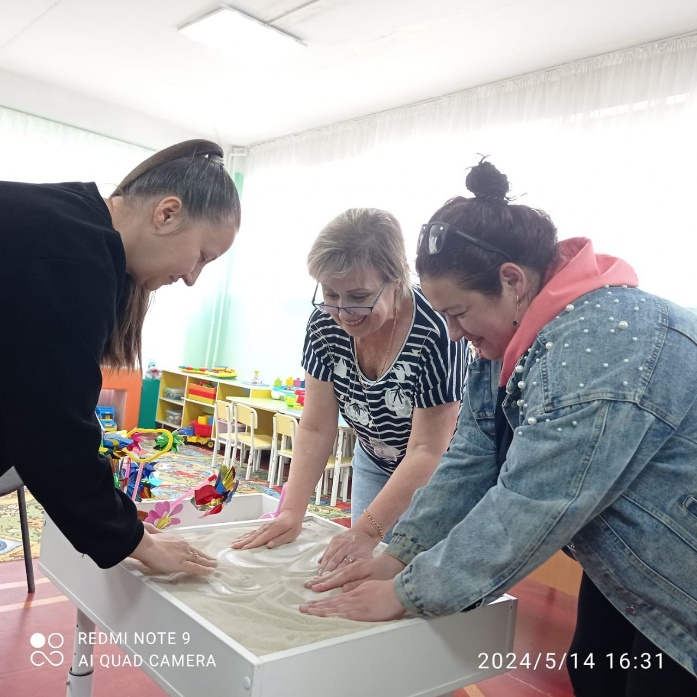 REDMI NOTE 9
AI QUAD CAMERA
2024/5/14 16:31